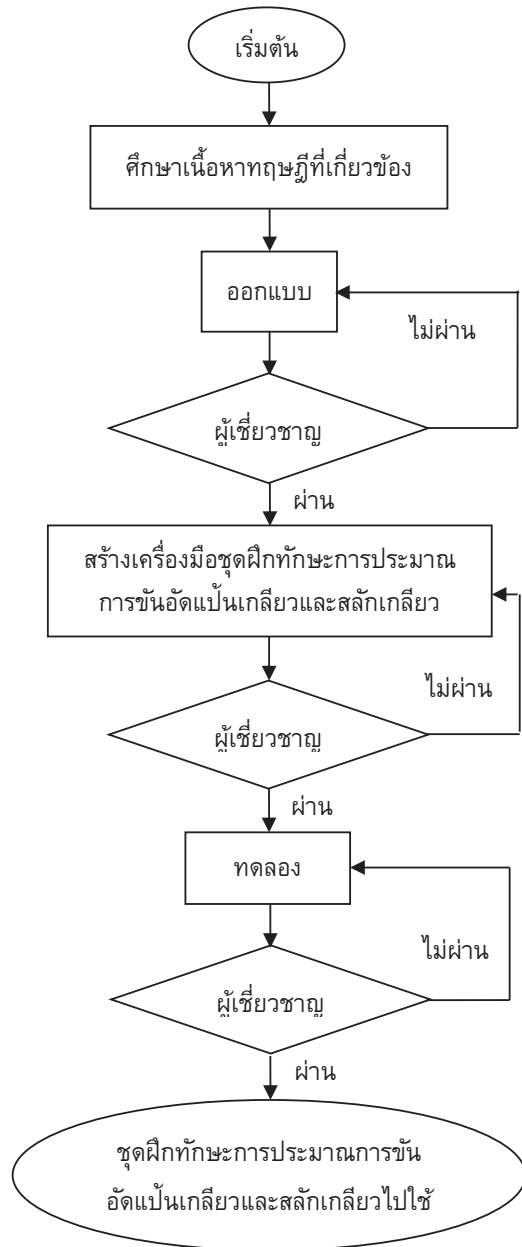 เริ่มต้น
ศึกษาเนื้อหาทฤษฎีที่เกี่ยวข้อง
ออกแบบ
ไม่ผ่าน
ผู้เชี่ยวชาญ
ผ่าน
สร้างเครื่องมือชุดฝึกทักษะการประมาณ
การขันอัดแป้นเกลียวและสลักเกลียว
ไม่ผ่าน
ผู้เชี่ยวชาญ
ผ่าน
ทดลอง
ไม่ผ่าน
ผู้เชี่ยวชาญ
ผ่าน
ชุดฝึกทักษะการประมาณการขัน
อัดแป้นเกลียวและสลักเกลียวไปใช้